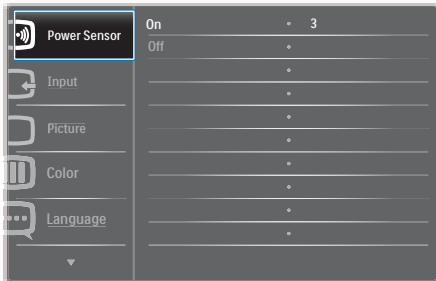 Power Sensor
On 3
Off
Input
Picture
Color
Language